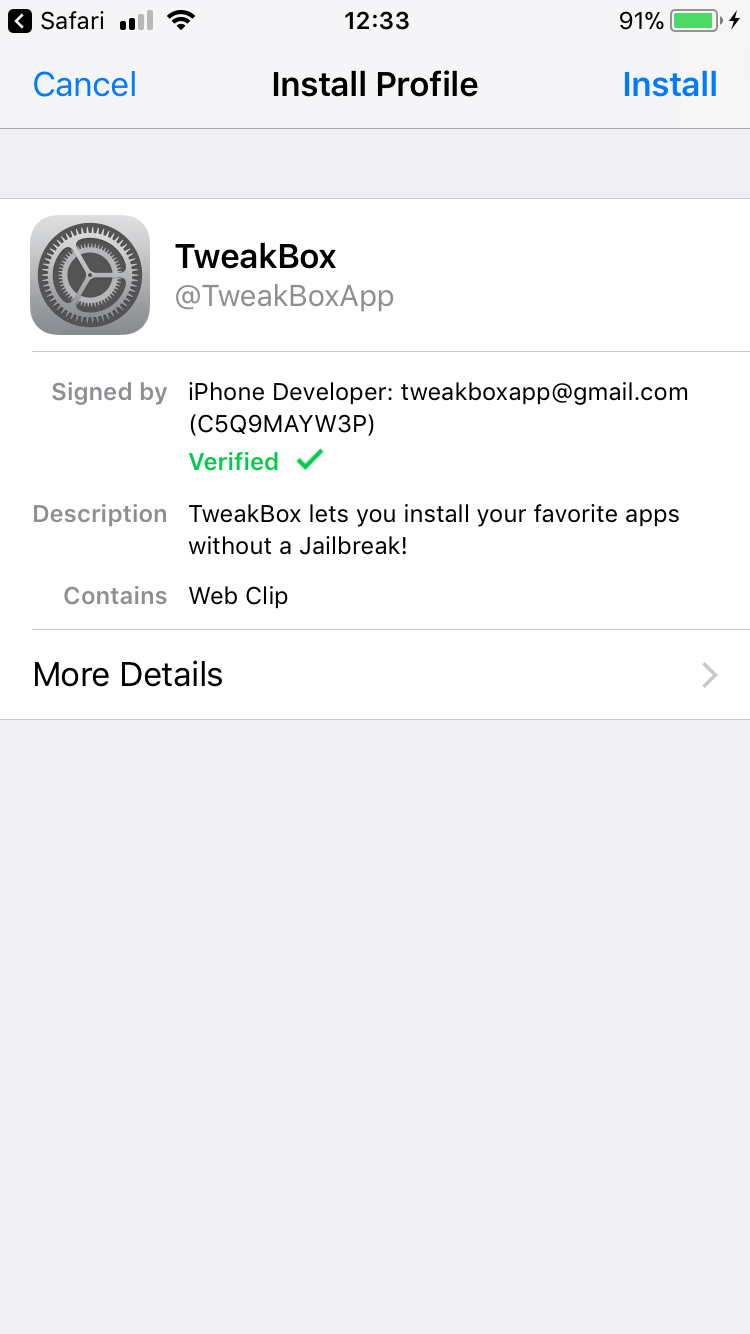 Safari 12:33 91%
Cancel Install Profile Install
TweakBox
@TweakBoxApp
Signed by iPhone Developer: tweakboxapp@gmail.com
(C5Q9MAYW3P)
Verified
Description TweakBox lets you install your favorite apps
without a Jailbreak!
Contains Web Clip
More Details